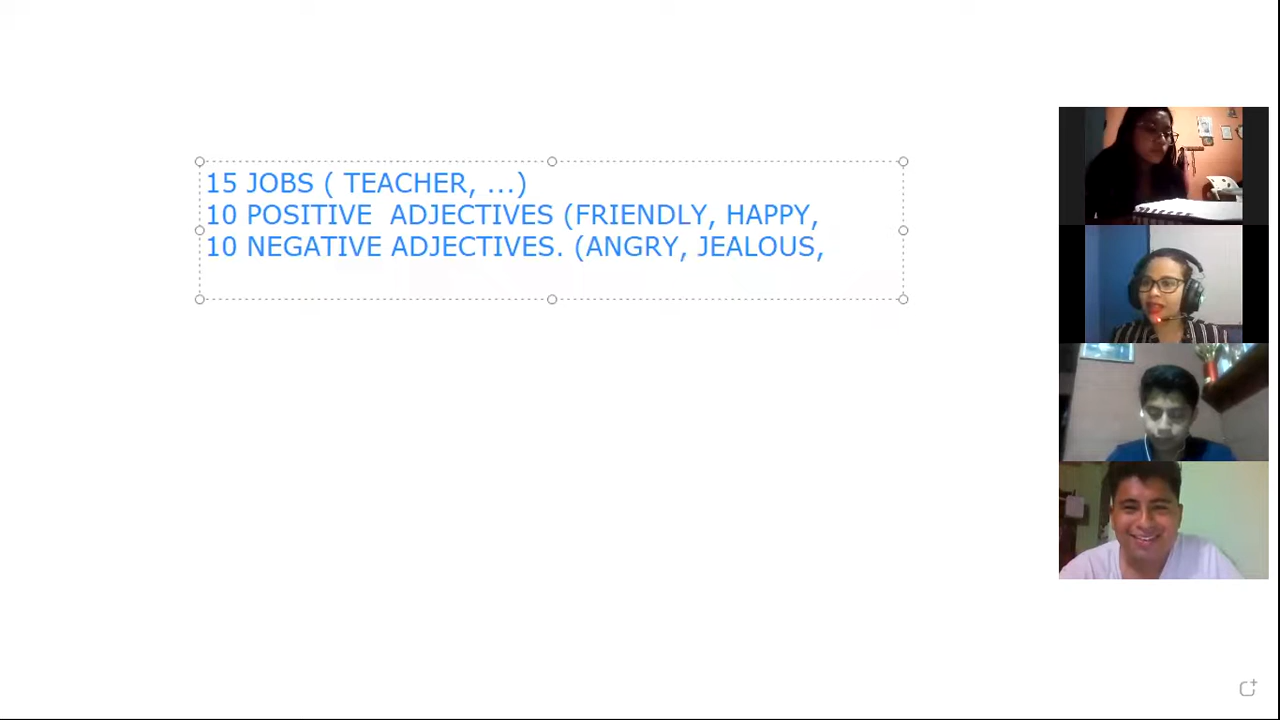 15 JOBS ( TEACHER, ...)
10 POSITIVE  ADJECTIVES (FRIENDLY, HAPPY,
10 NEGATIVE ADJECTIVES. (ANGRY, JEALOUS,